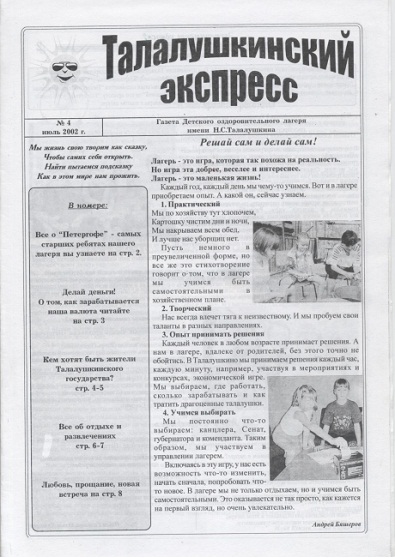 Талалушкинский
экспресс
№ 4
июль 2002 г.
Газета Детского оздоровительного лагеря
имени Н.С.Талалушкина
Мы жизнь свою творим как сказку,
Чтобы самих себе открыть.
Найти пытаемся подсказку
Как в этом нам прожить.
В номере:
Все о "Петергофе" - самых
старших ребятах нашего
лагеря вы узнаете на стр. 2.
Делай деньги!
О том, как зарабатывается
наша валюта читайте
на стр. 3
Кем хотят быть жители
Талалушкинского
государства?
стр. 4-5
Все об отдыхе и
развлечениях
стр. 6-7
Любовь, прощание, новая
встреча на стр. 8
Решай сам и делай сам!
Лагерь - это игра, которая так похожа на реальность.
Но игра эта добрее, веселее и интереснее.
Лагерь - это маленькая жизнь!
Каждый год, каждый день мы чему-то учимся. Вот и в лагере
приобретаем опыт. А какой он, сейчас узнаем.
1. Практический
Мы по хозяйству тут хлопочем,
Картошку чистим дни и ночи,
Мы накрываем всем обед,
И лучше нас уборщиц нет.
Пусть немного в
преувеличенной форме, но
все же это стихотворение
говорит о том, что в лагере
мы учимся быть
самостоятельными в
хозяйственном плане.
2. Творческий
Нас всегда влечет тяга к неизвестному. И мы пробуем свои
таланты в разных направлениях.
3. Опыт принимать решения
Каждый человек в любом возрасте принимает решения. А
вам в лагере, вдалеке от родителей, без этого точно не
обойтись. В Талалушкино мы принимаем решения каждый час,
каждую минуту, например, участвуя в мероприятиях и
конкурсах, экономической игре.
Мы выбираем, где работать,
сколько зарабатывать и как
тратить драгоценные талалушки.
4. Учимся выбирать
Мы постоянно что-то
выбираем: канцлера, Сенат,
губернатора и коменданта. Таким
образом, мы участвуем в
управлении лагерем.
Включаясь в эту игру, у нас есть
возможность что-то изменить,
начать сначала, попробовать что-
то новое. В лагере мы не только отдыхаем, но и учимся быть
самостоятельными. Это оказывается не так просто, как кажется
на первый взгляд, но очень увлекательно.
Андрей